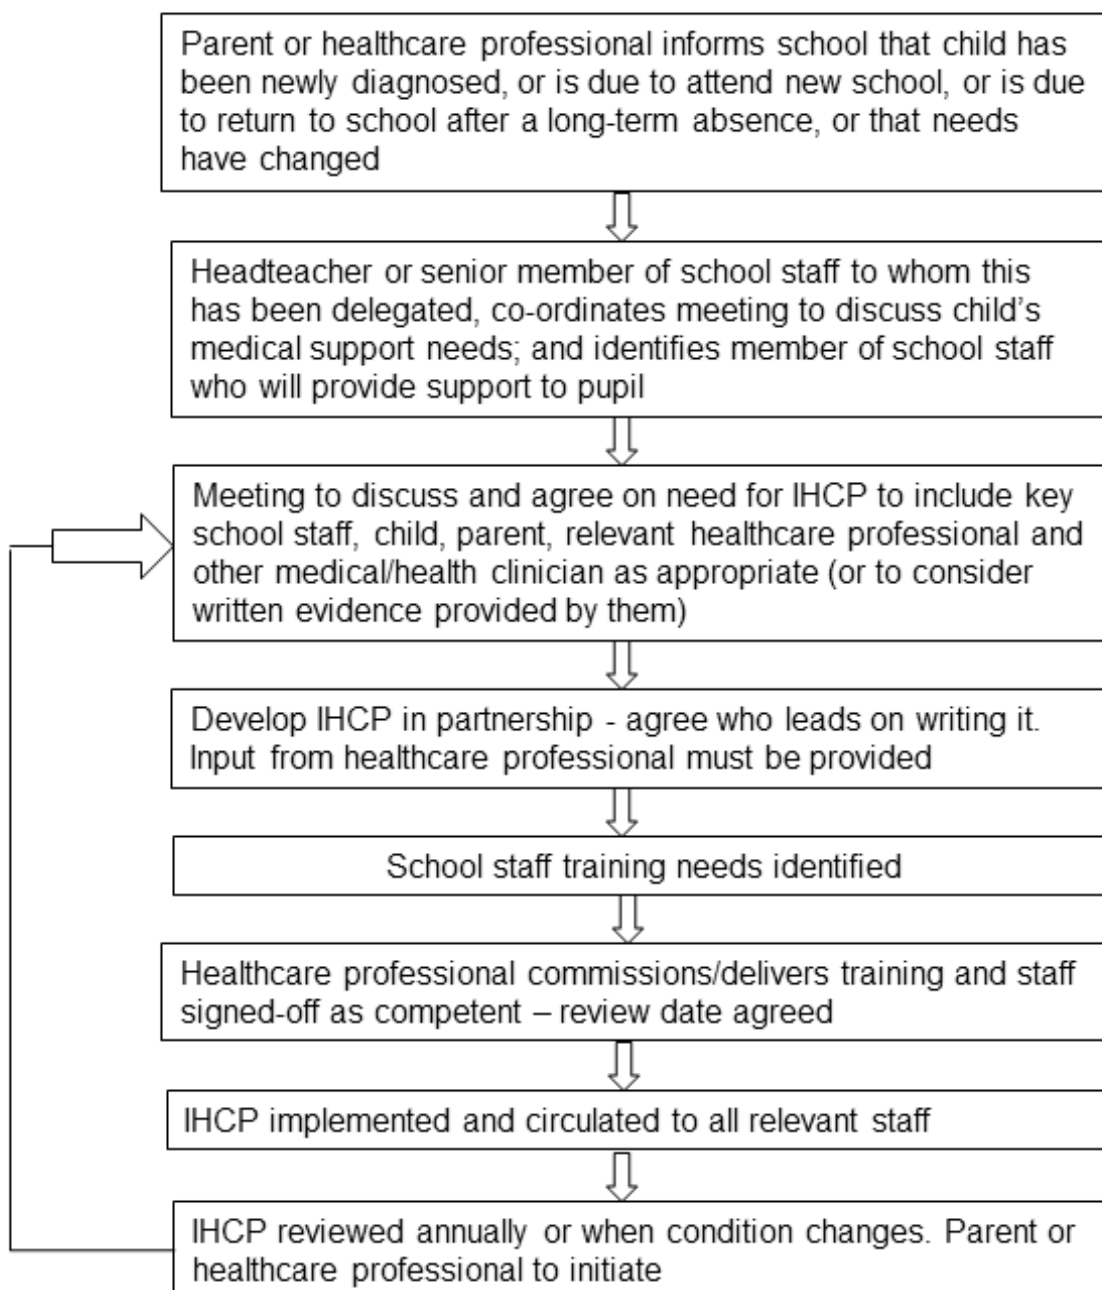 Parent or healthcare professional informs school that child has
been newly diagnosed, or is due to attend new school, or is due
to return to school after a long-term absence, or that needs
have changed
Headteacher or senior member of school staff to whom this
has been delegated, co-ordinates meeting to discuss child's
medical support needs; and identifies member of school staff
who will provide support to pupil
Meeting to discuss and agree on need for IHCP to include key
school staff, child, parent, relevant healthcare professional and
other medical/health clinician as appropriate (or to consider
written evidence provided by them)
Develop IHCP in partnership - agree who leads on writing it.
Input from healthcare professional must be provided
School staff training needs identified
Healthcare professional commissions/delivers training and staff
signed-off as competent – review date agreed
IHCP implemented and circulated to all relevant staff
IHCP reviewed annually or when condition changes. Parent or
healthcare professional to initiate